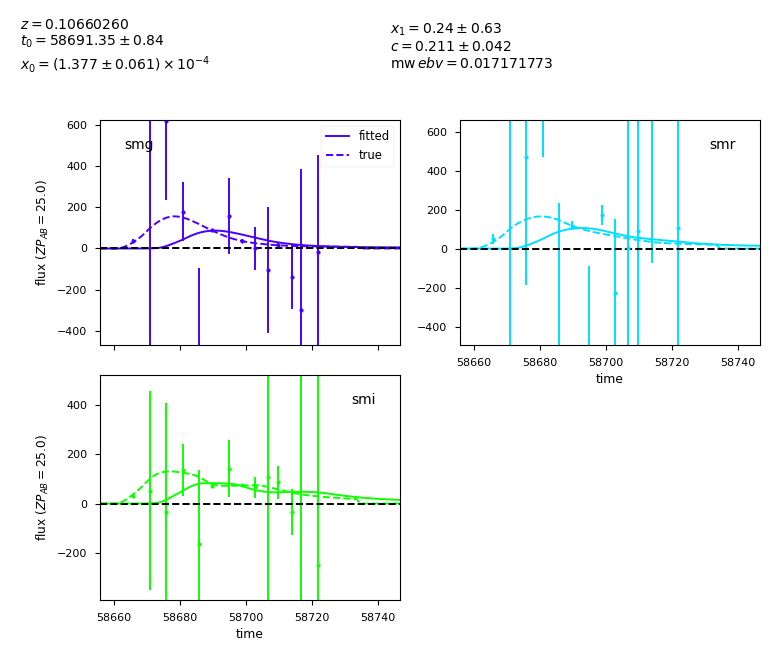 z = 0.10660260
t₀ = 58691.35 ± 0.84
x₀ = (1.377 ± 0.061) × 10⁻⁴
x₁ = 0.24 ± 0.63
c = 0.211 ± 0.042
mw ebv = 0.017171773
smg
fitted
true
600
400
200
0
−200
−400
flux (ZP_AB = 25.0)
smr
600
400
200
0
−200
−400
58660 58680 58700 58720 58740
time
smi
400
200
0
−200
flux (ZP_AB = 25.0)
58660 58680 58700 58720 58740
time